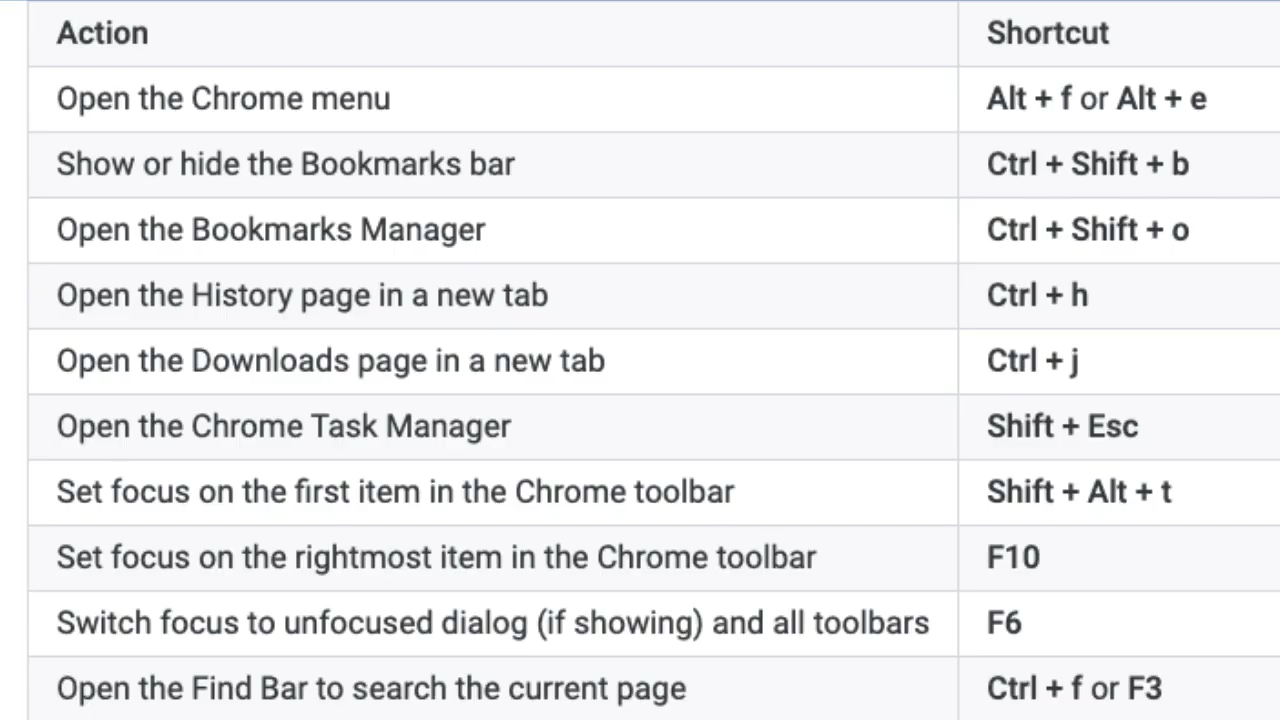 Action Shortcut
Open the Chrome menu Alt + f or Alt + e
Show or hide the Bookmarks bar Ctrl + Shift + b
Open the Bookmarks Manager Ctrl + Shift + o
Open the History page in a new tab Ctrl + h
Open the Downloads page in a new tab Ctrl + j
Open the Chrome Task Manager Shift + Esc
Set focus on the first item in the Chrome toolbar Shift + Alt + t
Set focus on the rightmost item in the Chrome toolbar F10
Switch focus to unfocused dialog (if showing) and all toolbars F6
Open the Find Bar to search the current page Ctrl + f or F3